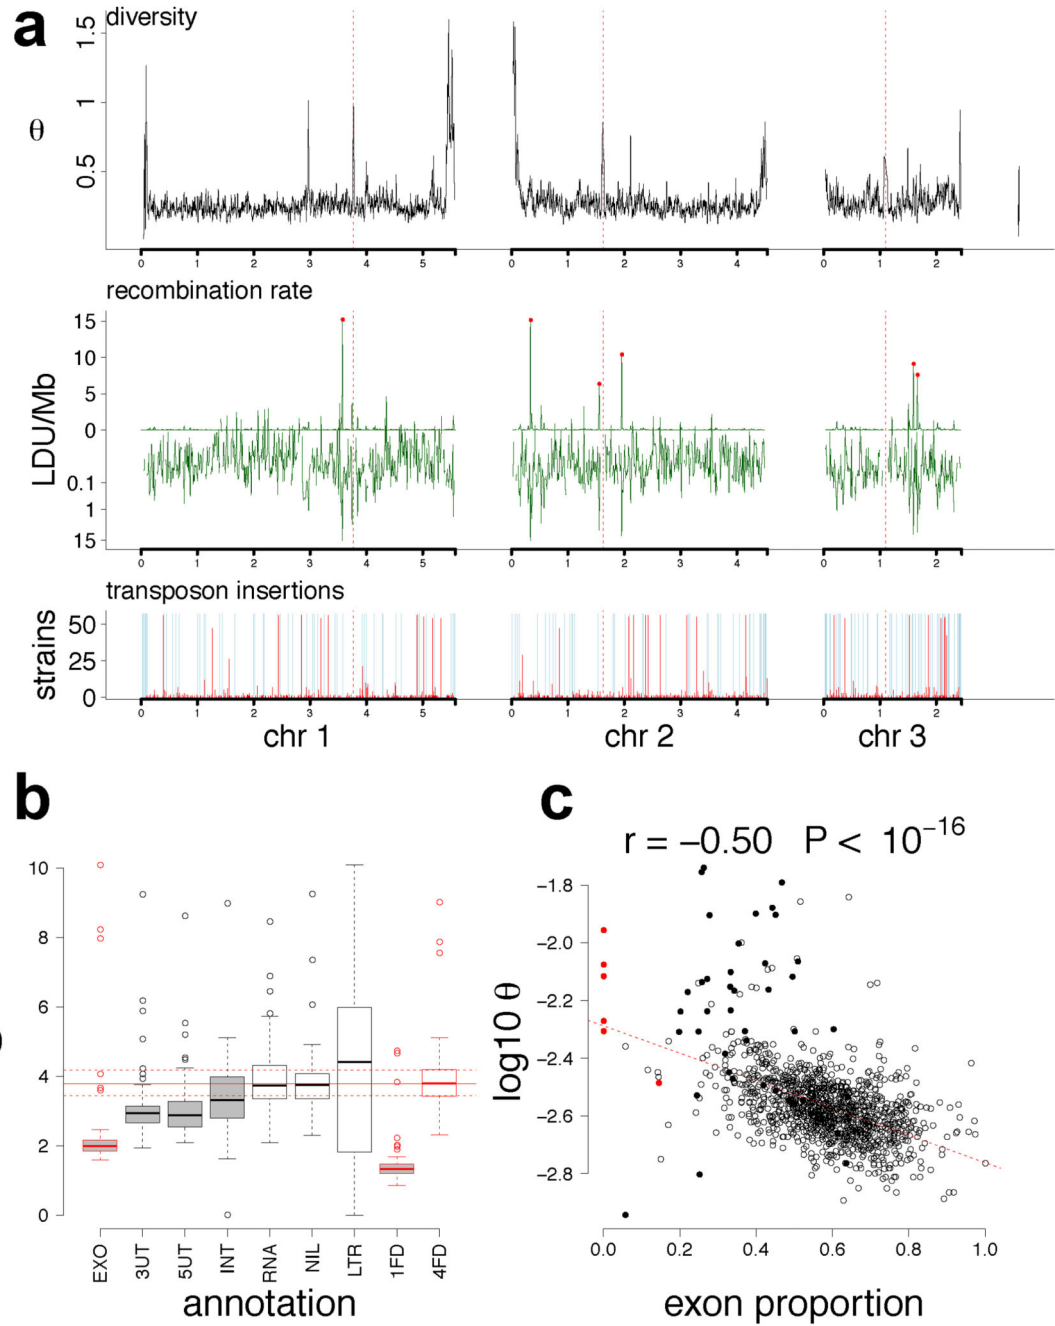 a
diversity
1.5
1
0.5
θ
0 1 2 3 4 5 0 1 2 3 4 0 1 2
recombination rate
15
10
5
0
0.1
1
15
LDU/Mb
0 1 2 3 4 5 0 1 2 3 4 0 1 2
transposon insertions
50
25
0
strains
0 1 2 3 4 5 0 1 2 3 4 0 1 2
chr 1 chr 2 chr 3
b
10
8
6
4
2
0
EXO 3UT 5UT INT RNA NIL LTR 1FD 4FD
annotation
c
r = −0.50 P < 10⁻¹⁶
−1.8
−2.0
−2.2
−2.4
−2.6
−2.8
log10 θ
0.0 0.2 0.4 0.6 0.8 1.0
exon proportion